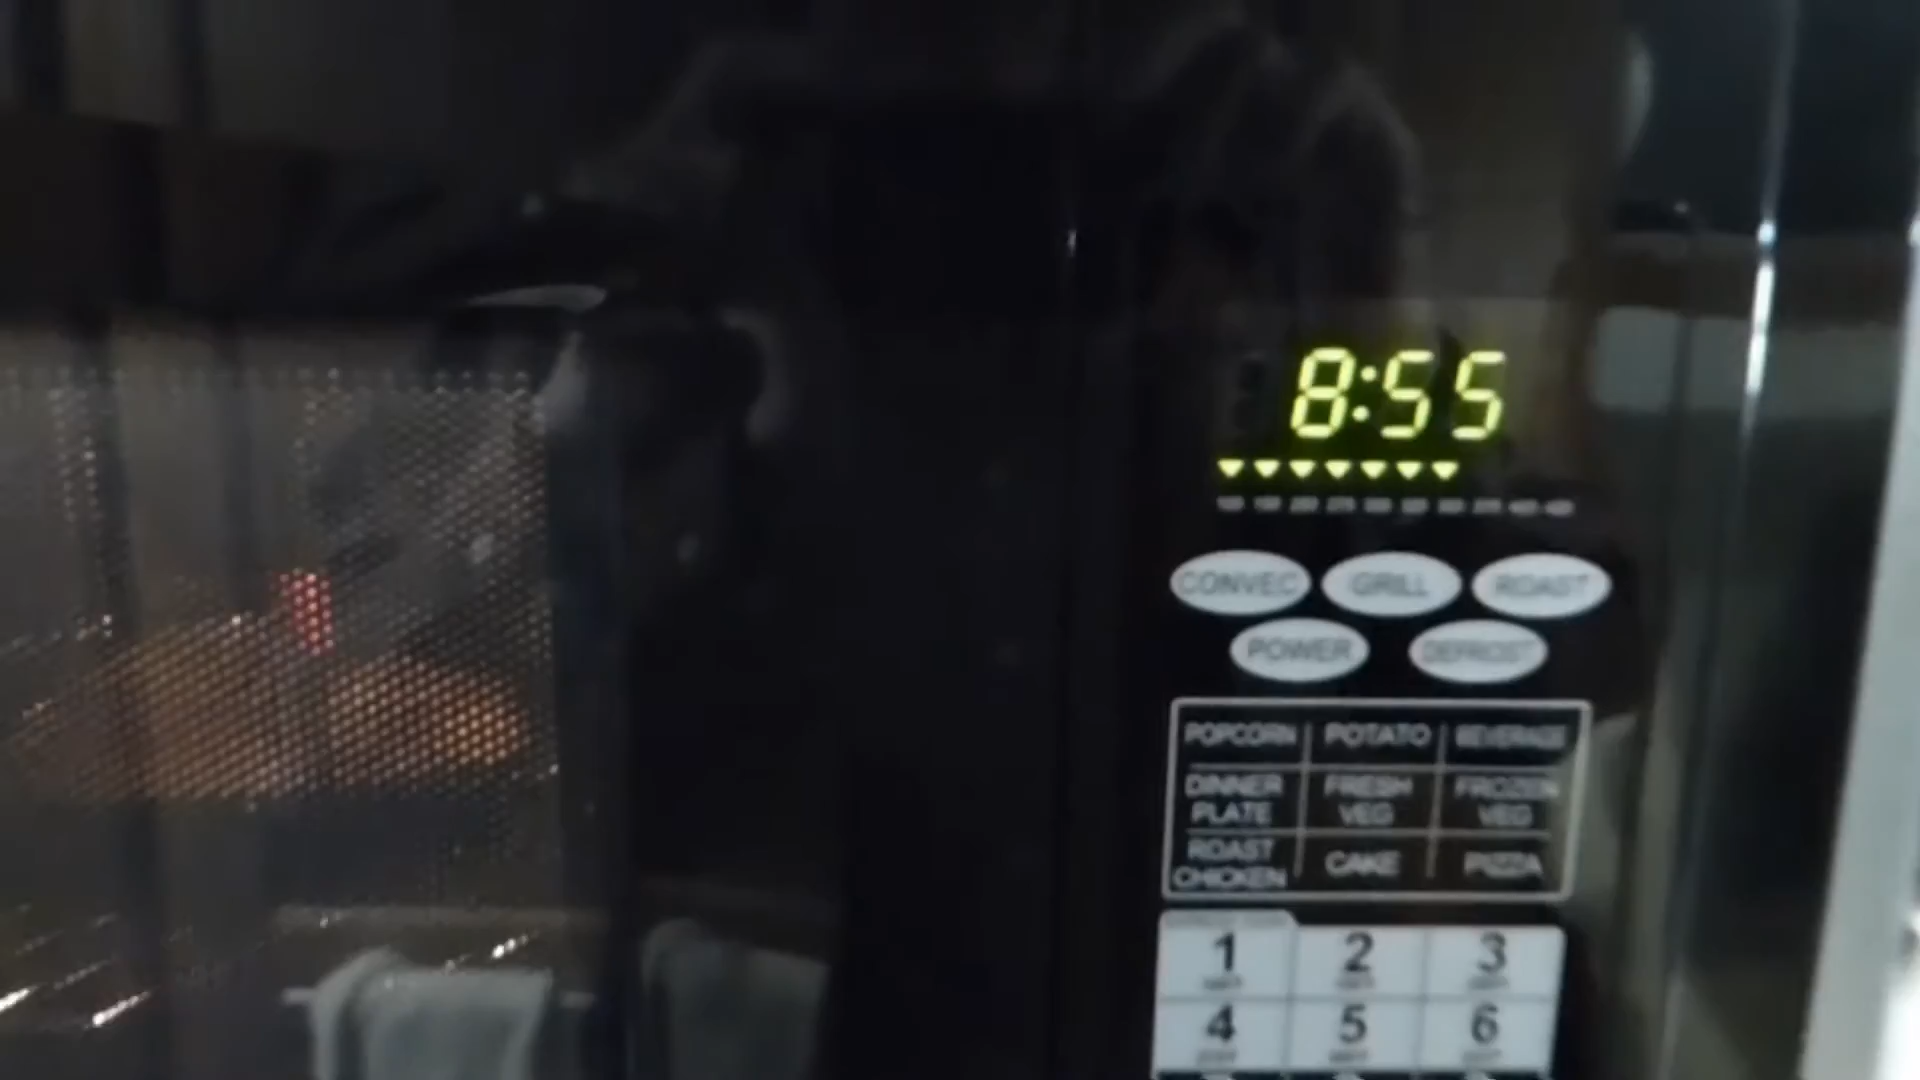 8:55
CONVEC GRILL ROAST
POWER DEFROST
POPCORN POTATO BEVERAGE
DINNER PLATE FRESH VEG FROZEN VEG
ROAST CHICKEN CAKE PIZZA
1 2 3
4 5 6